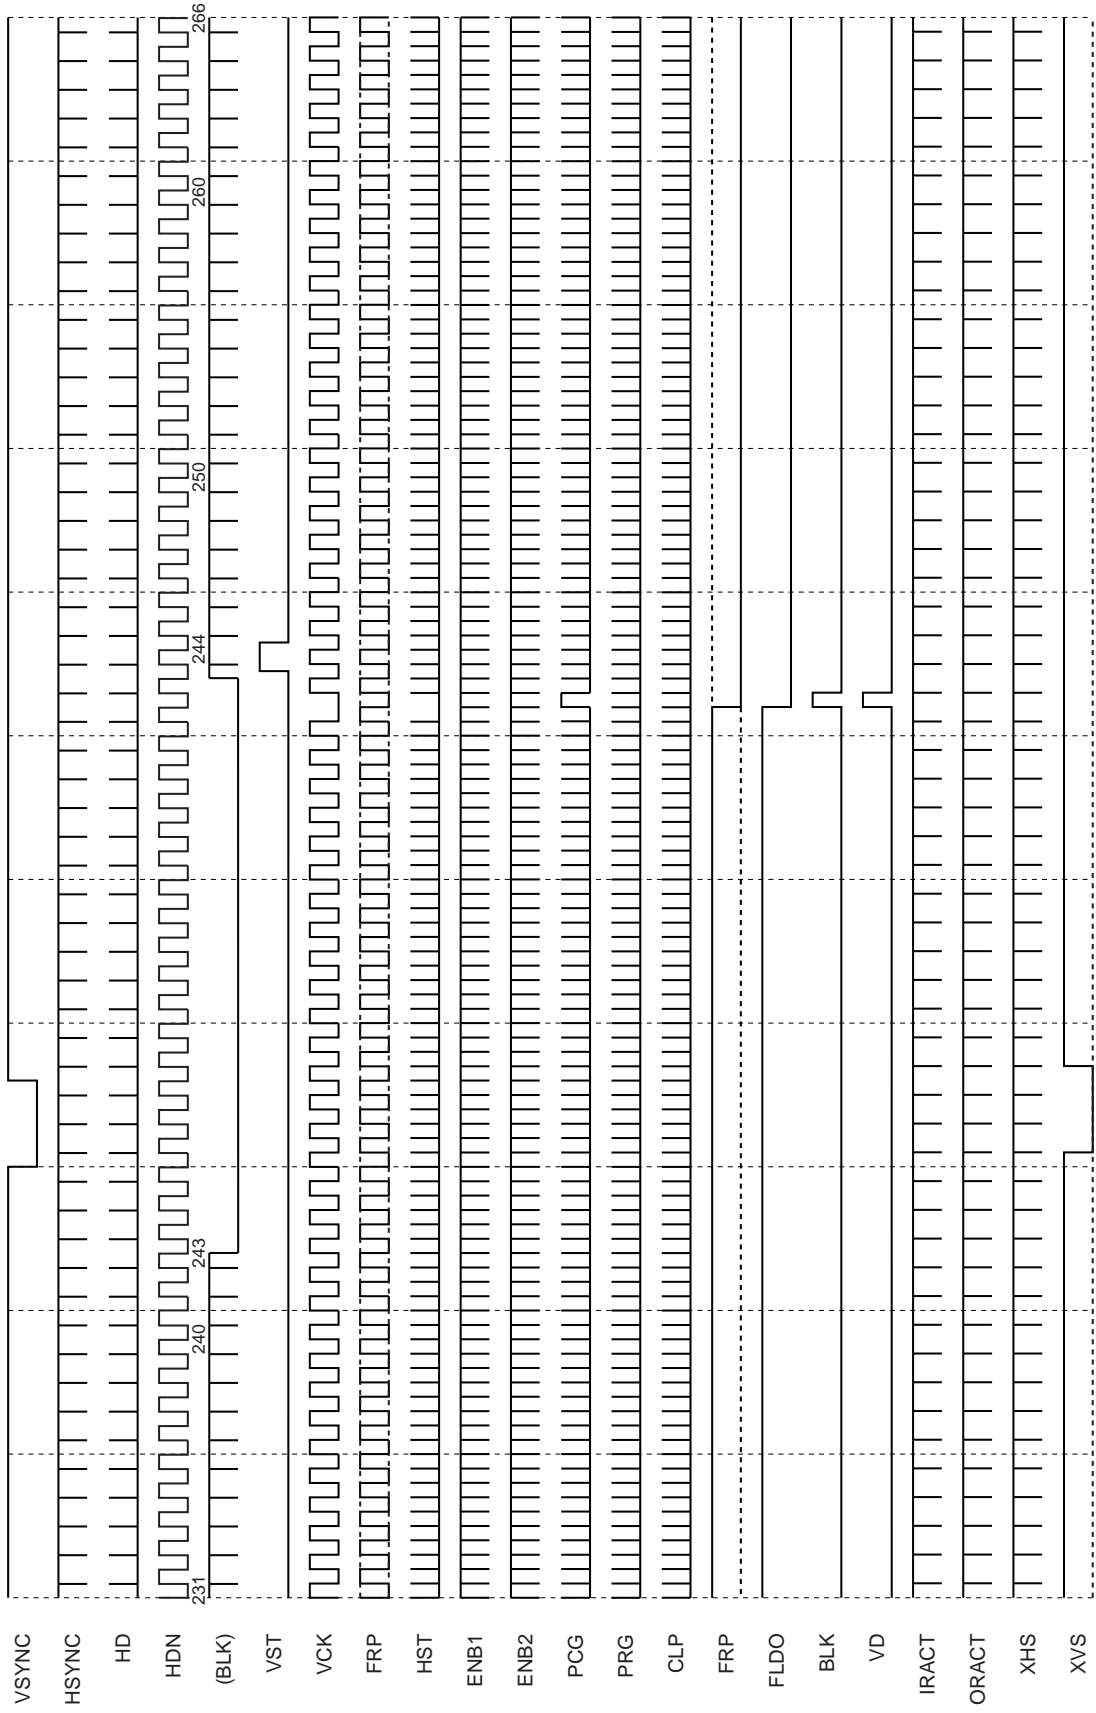 VSYNC
HSYNC
HD
HDN
231 240 243 244 250 260 266
(BLK)
VST
VCK
FRP
HST
ENB1
ENB2
PCG
PRG
CLP
FRP
FLDO
BLK
VD
IRACT
ORACT
XHS
XVS